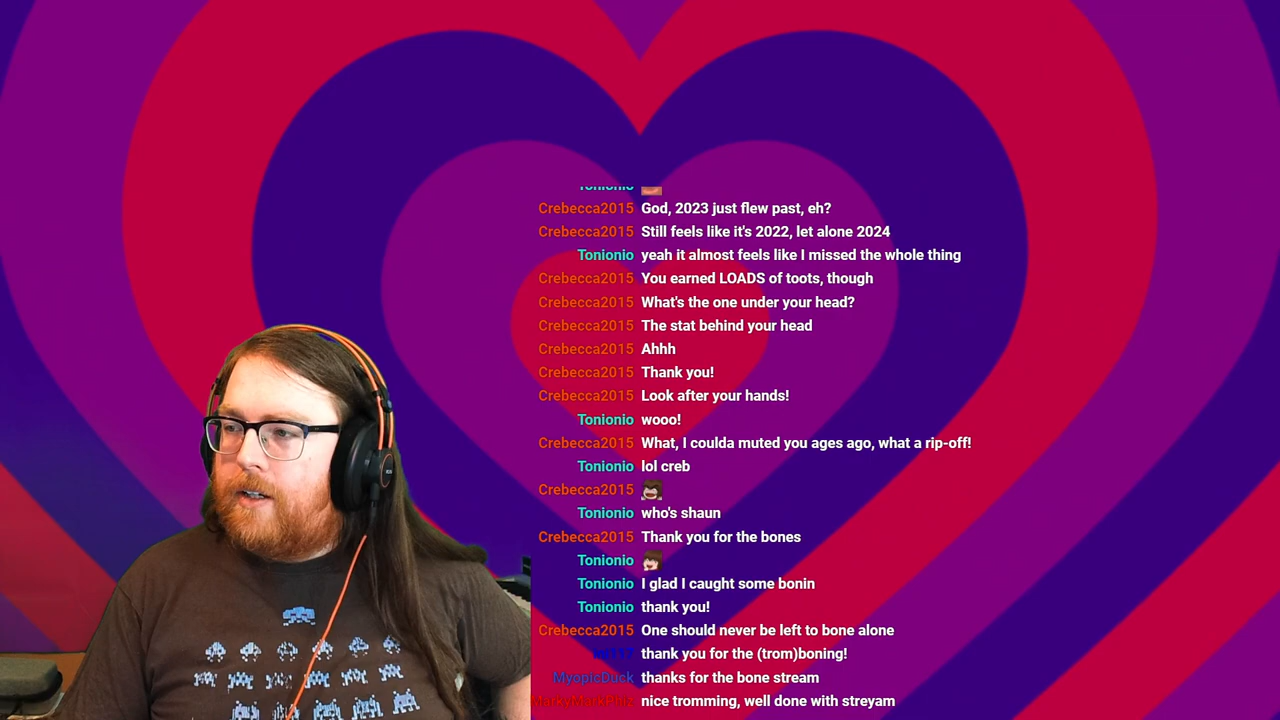 Tonionio
Crebecca2015 God, 2023 just flew past, eh?
Crebecca2015 Still feels like it's 2022, let alone 2024
Tonionio yeah it almost feels like I missed the whole thing
Crebecca2015 You earned LOADS of toots, though
Crebecca2015 What's the one under your head?
Crebecca2015 The stat behind your head
Crebecca2015 Ahhh
Crebecca2015 Thank you!
Crebecca2015 Look after your hands!
Tonionio wooo!
Crebecca2015 What, I coulda muted you ages ago, what a rip-off!
Tonionio lol creb
Crebecca2015
Tonionio who's shaun
Crebecca2015 Thank you for the bones
Tonionio
Tonionio I glad I caught some bonin
Tonionio thank you!
Crebecca2015 One should never be left to bone alone
thank you for the (trom)boning!
MyopicDuck thanks for the bone stream
nice tromming, well done with streyam